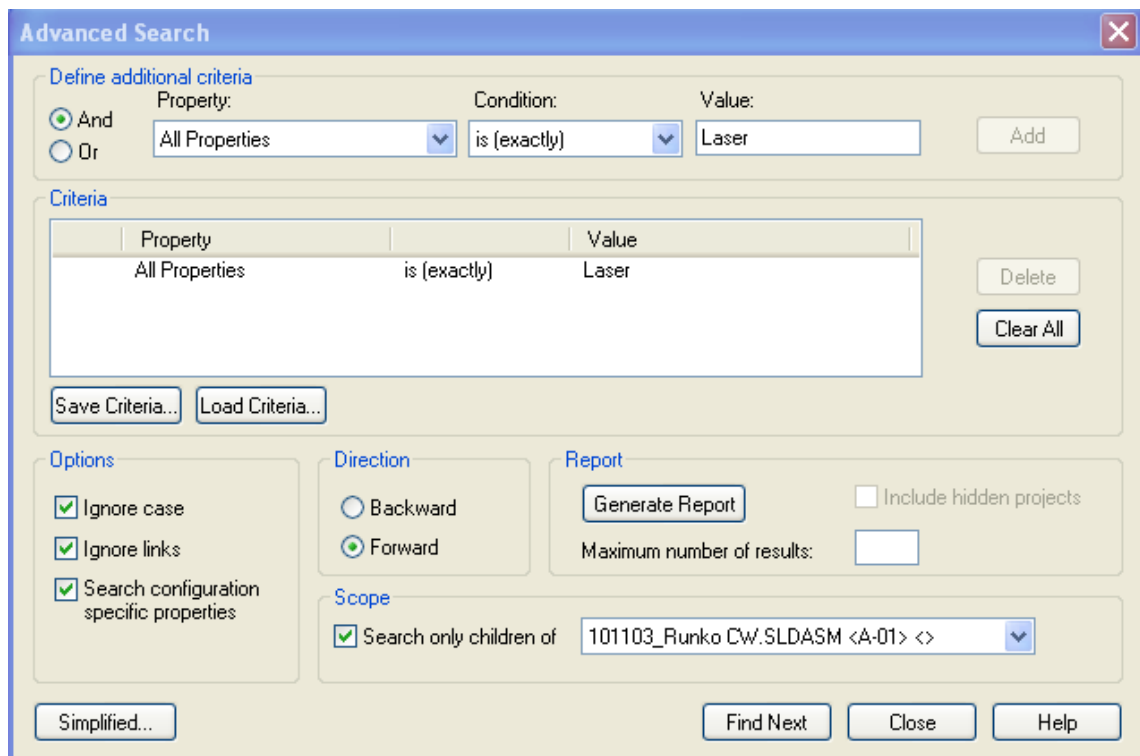 Advanced Search
Define additional criteria
Property: Condition: Value:
And
All Properties is (exactly) Laser Add
Or
Criteria
Property Value
All Properties is (exactly) Laser
Delete
Clear All
Save Criteria... Load Criteria...
Options Direction Report
Ignore case Backward Generate Report Include hidden projects
Ignore links Forward Maximum number of results:
Search configuration
specific properties
Scope
Search only children of 101103_Runko CW.SLDASM <A-01> <>
Simplified... Find Next Close Help